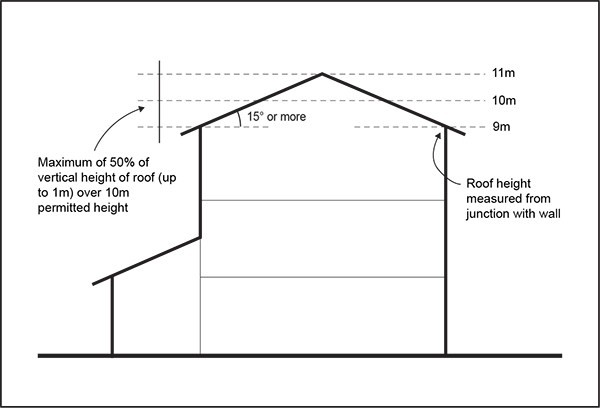 11m
10m
15° or more
9m
Maximum of 50% of
vertical height of roof (up
to 1m) over 10m
permitted height
Roof height
measured from
junction with wall